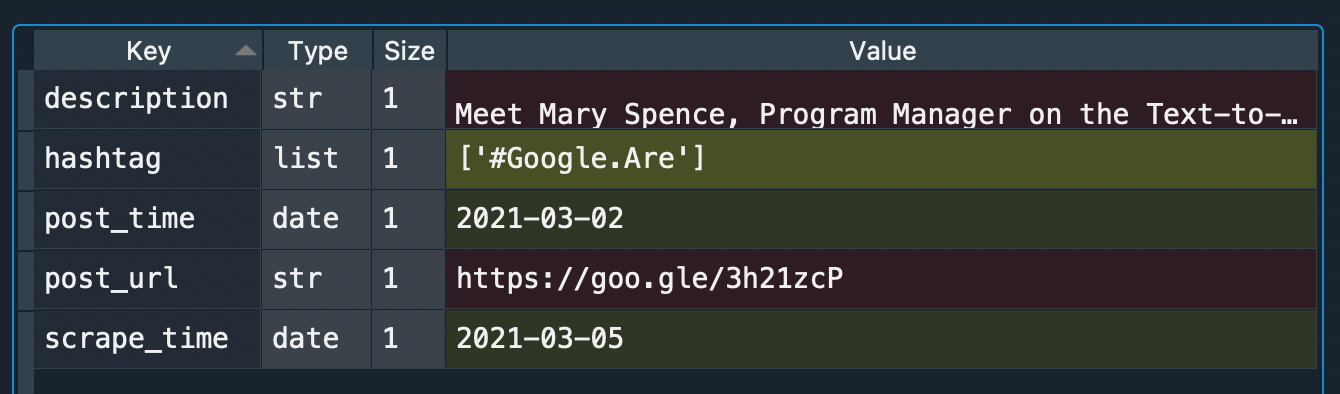 Key Type Size Value
description str 1 Meet Mary Spence, Program Manager on the Text-to-…
hashtag list 1 ['#Google.Are']
post_time date 1 2021-03-02
post_url str 1 https://goo.gle/3h21zcP
scrape_time date 1 2021-03-05